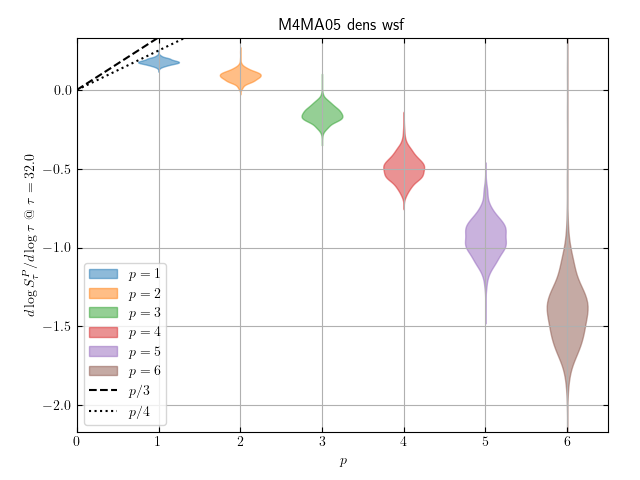 M4MA05 dens wsf
d log S_τ^P / d log τ @ τ = 32.0
0.0
−0.5
−1.0
−1.5
−2.0
p = 1
p = 2
p = 3
p = 4
p = 5
p = 6
p/3
p/4
0 1 2 3 4 5 6
p